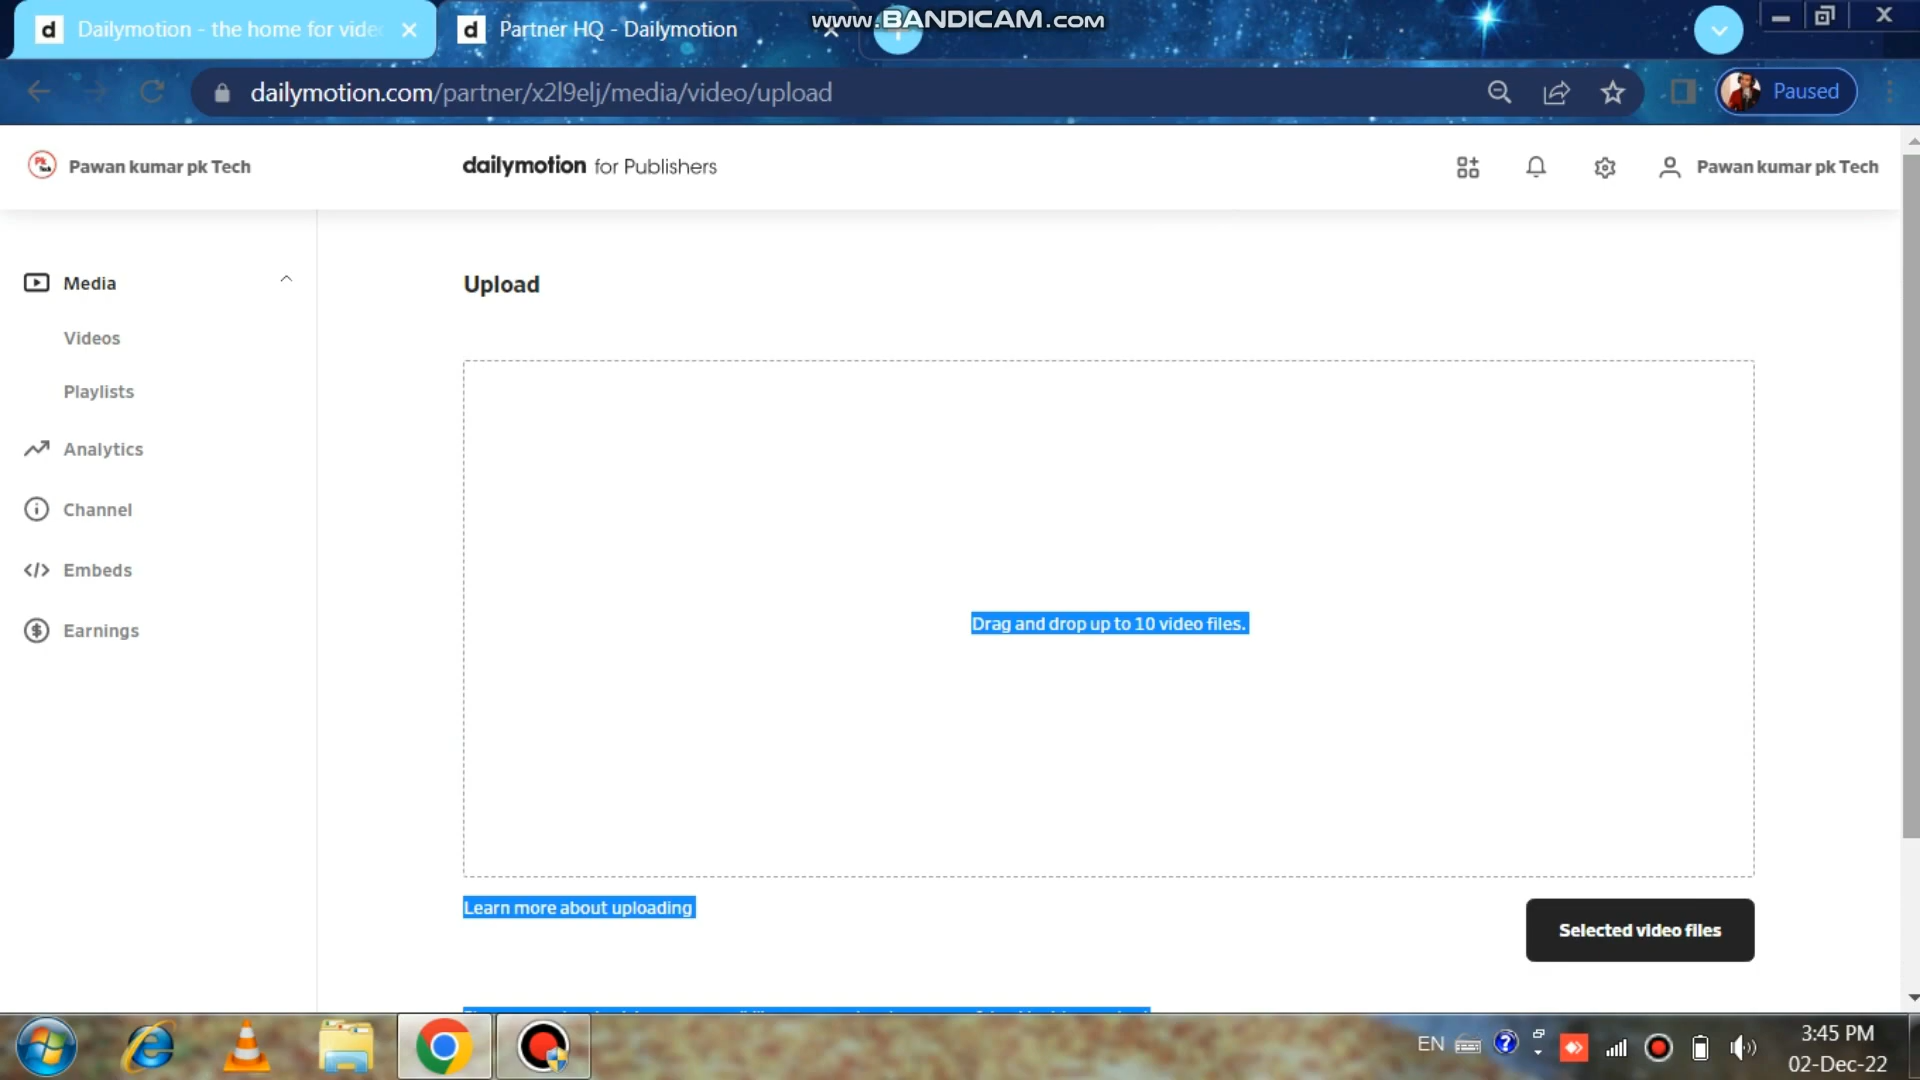 Dailymotion - the home for vide
Partner HQ - Dailymotion
www.BANDICAM.com
dailymotion.com/partner/x2l9elj/media/video/upload
Paused
Pawan kumar pk Tech
dailymotion for Publishers
Pawan kumar pk Tech
Media
Videos
Playlists
Analytics
Channel
Embeds
Earnings
Upload
Drag and drop up to 10 video files.
Learn more about uploading
Selected video files
EN
3:45 PM
02-Dec-22